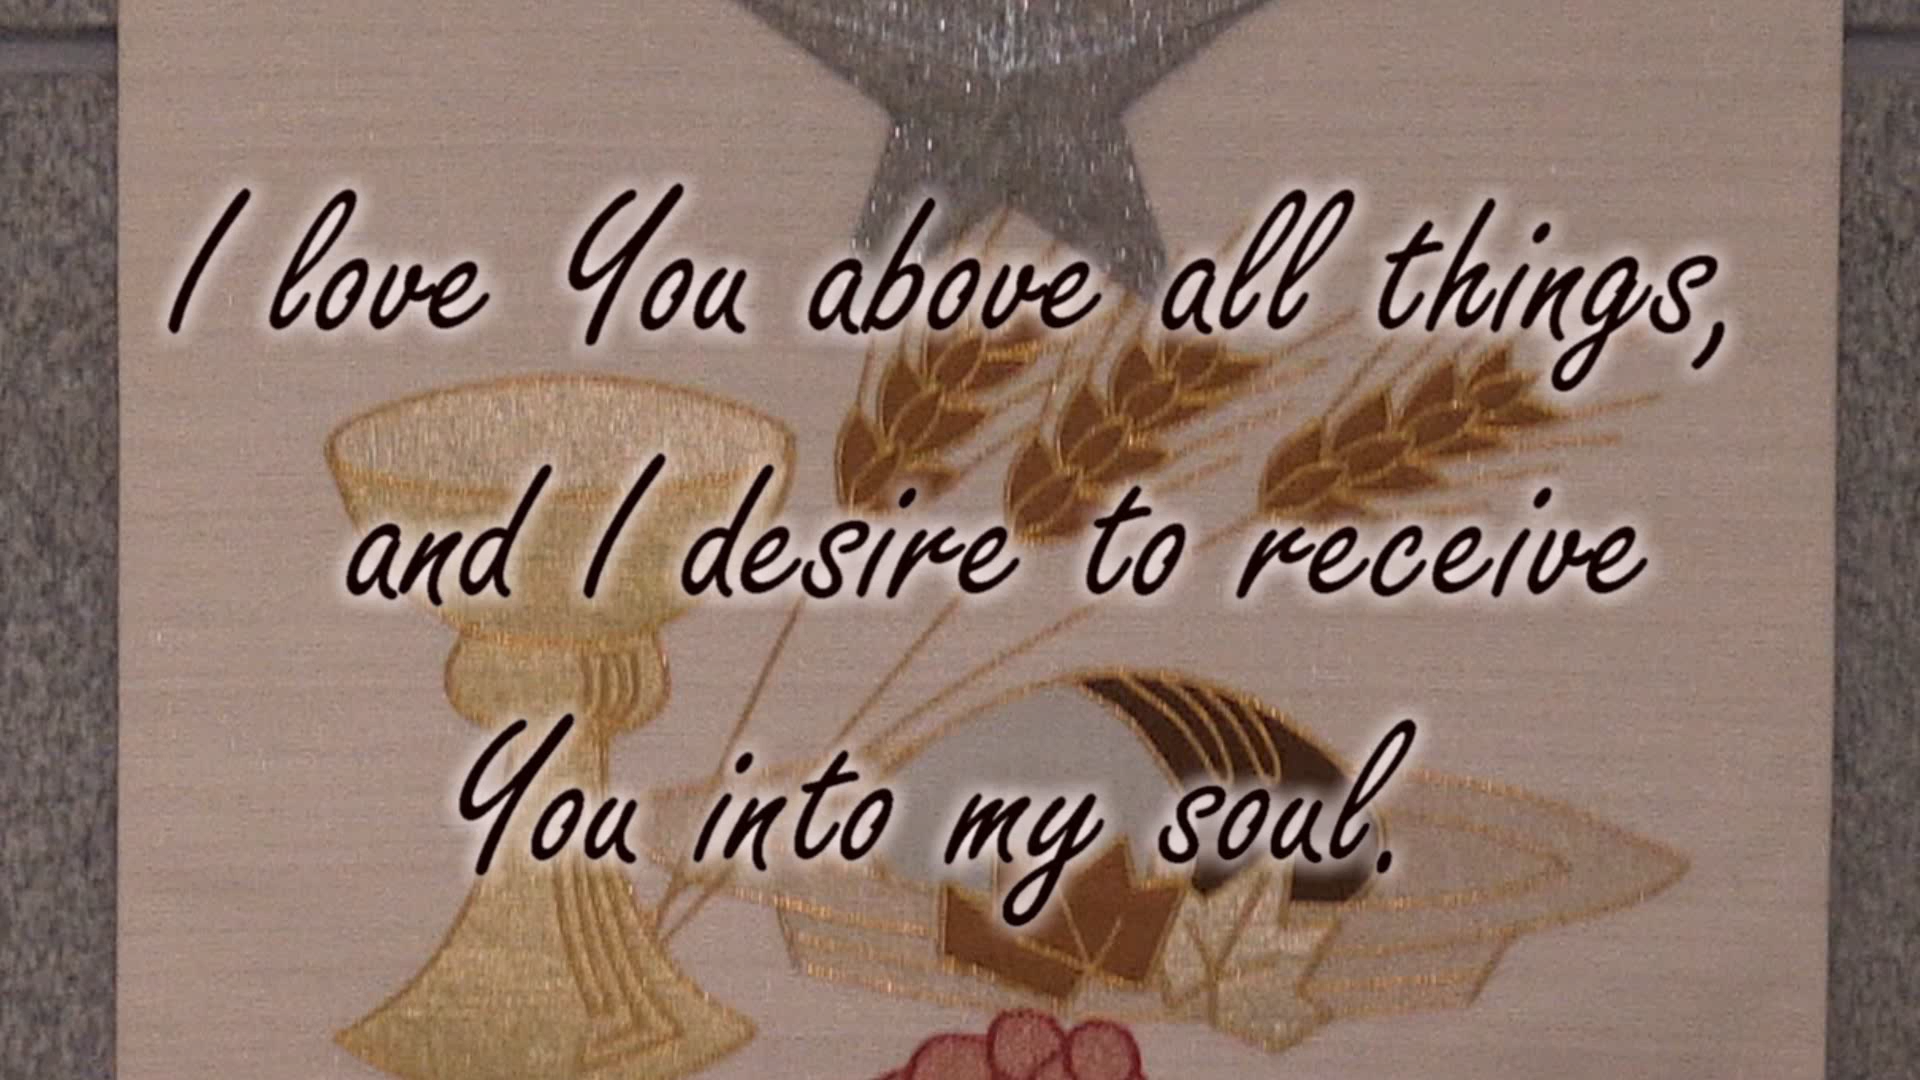 I love You above all things,
and I desire to receive
You into my soul.